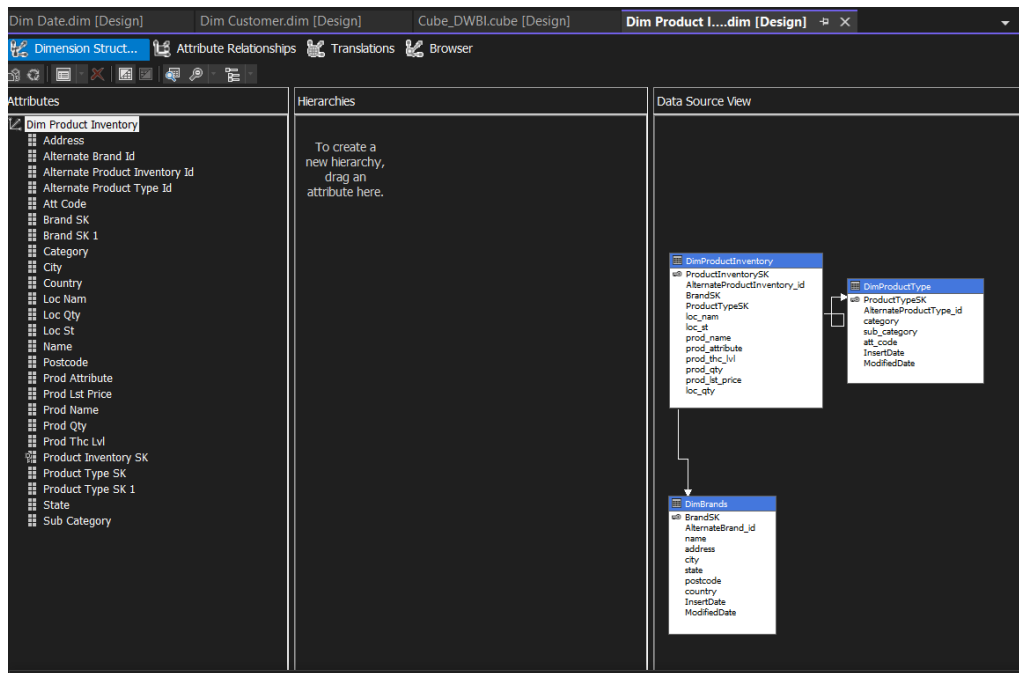 Dim Date.dim [Design]
Dim Customer.dim [Design]
Cube_DWBI.cube [Design]
Dim Product I....dim [Design]
Dimension Struct...
Attribute Relationships
Translations
Browser
Attributes
Dim Product Inventory
Address
Alternate Brand Id
Alternate Product Inventory Id
Alternate Product Type Id
Att Code
Brand SK
Brand SK 1
Category
City
Country
Loc Nam
Loc Qty
Loc St
Name
Postcode
Prod Attribute
Prod Lst Price
Prod Name
Prod Qty
Prod Thc Lvl
Product Inventory SK
Product Type SK
Product Type SK 1
State
Sub Category
Hierarchies
To create a
new hierarchy,
drag an
attribute here.
Data Source View
DimProductInventory
ProductInventorySK
AlternateProductInventory_id
BrandSK
ProductTypeSK
loc_nam
loc_st
prod_name
prod_attribute
prod_thc_lvl
prod_qty
prod_lst_price
loc_qty
DimProductType
ProductTypeSK
AlternateProductType_id
category
sub_category
att_code
InsertDate
ModifiedDate
DimBrands
BrandSK
AlternateBrand_id
name
address
city
state
postcode
country
InsertDate
ModifiedDate